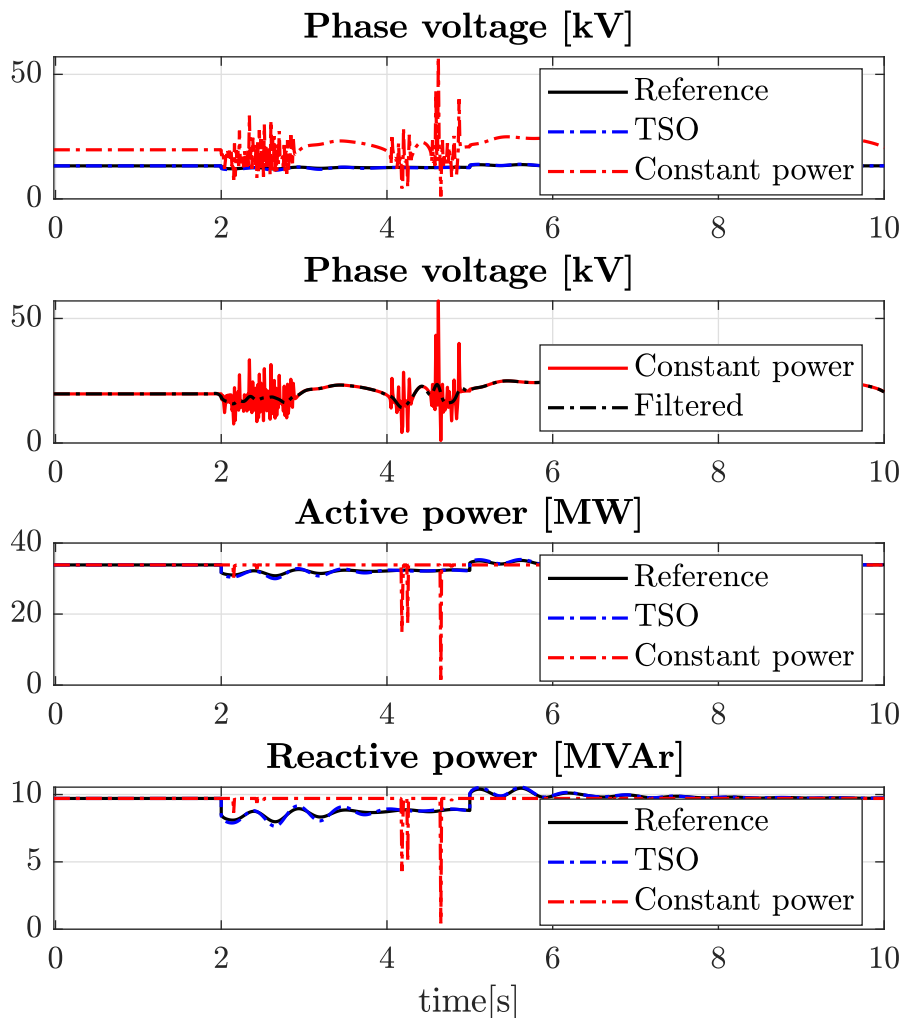 Phase voltage [kV]
50
0
Reference
TSO
Constant power
0 2 4 6 8 10
Phase voltage [kV]
50
0
Constant power
Filtered
0 2 4 6 8 10
Active power [MW]
40
20
0
Reference
TSO
Constant power
0 2 4 6 8 10
Reactive power [MVAr]
10
5
0
Reference
TSO
Constant power
0 2 4 6 8 10
time[s]